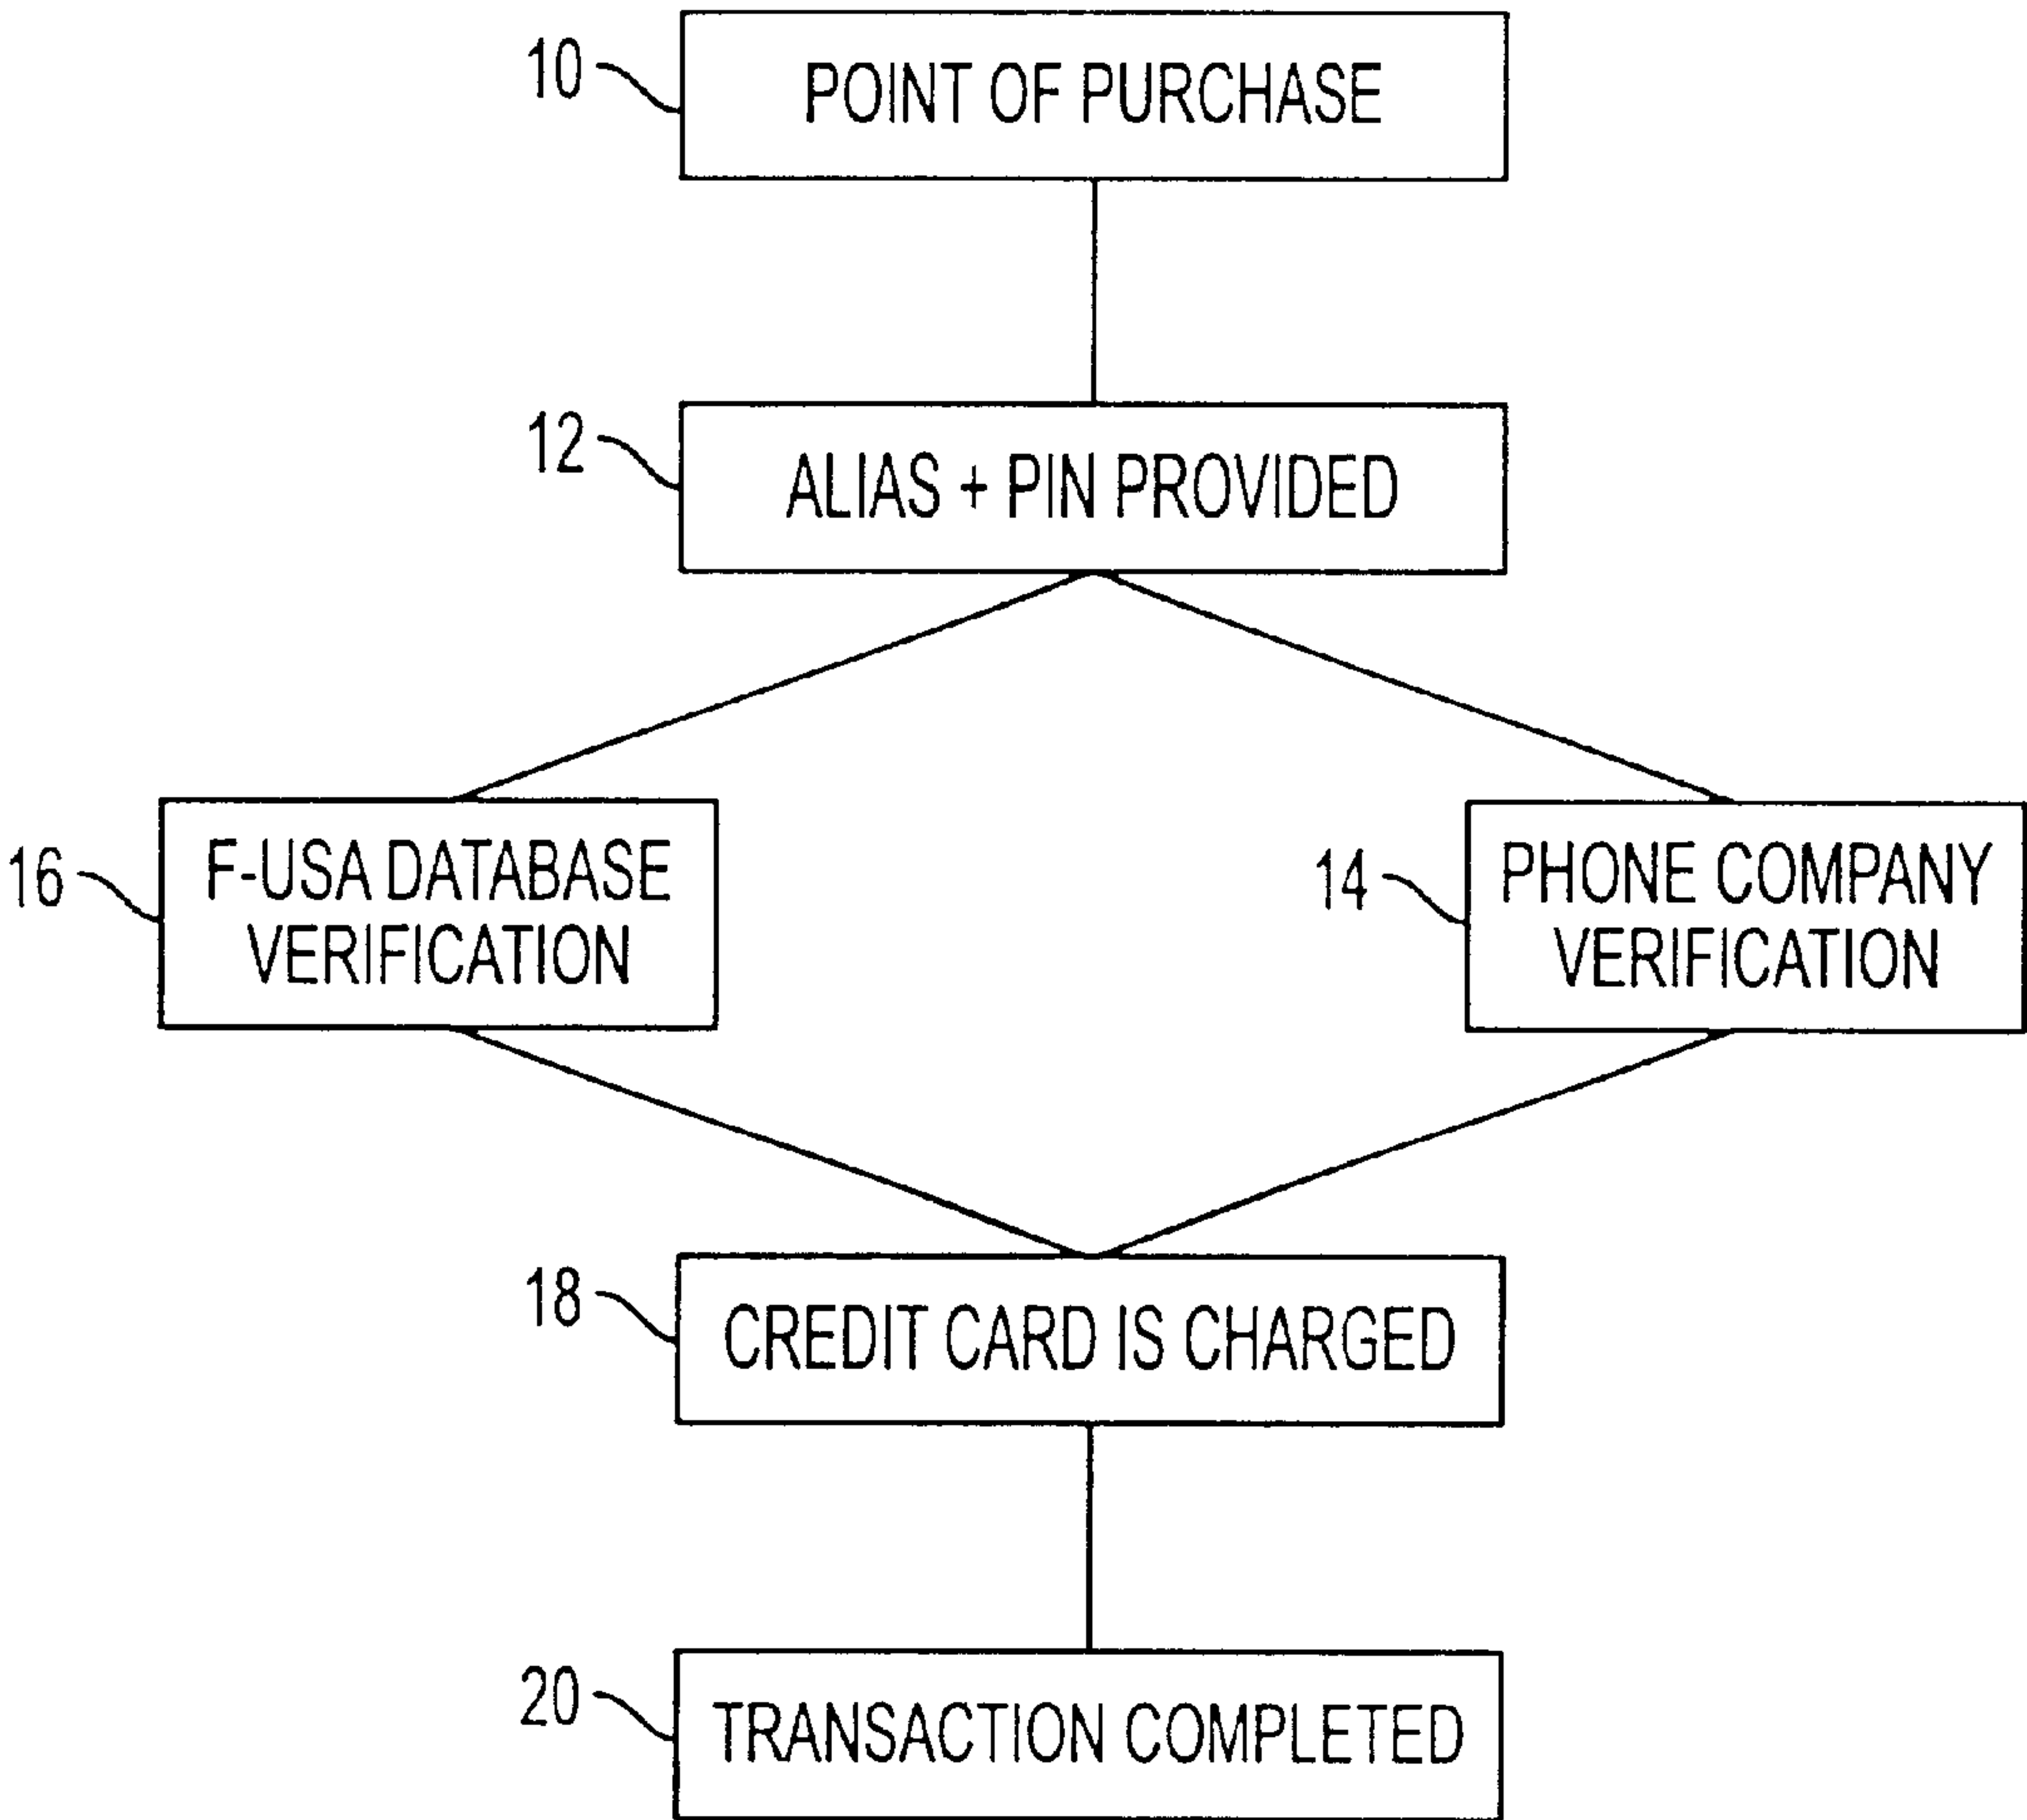 10
POINT OF PURCHASE
12
ALIAS + PIN PROVIDED
16
F-USA DATABASE
VERIFICATION
14
PHONE COMPANY
VERIFICATION
18
CREDIT CARD IS CHARGED
20
TRANSACTION COMPLETED